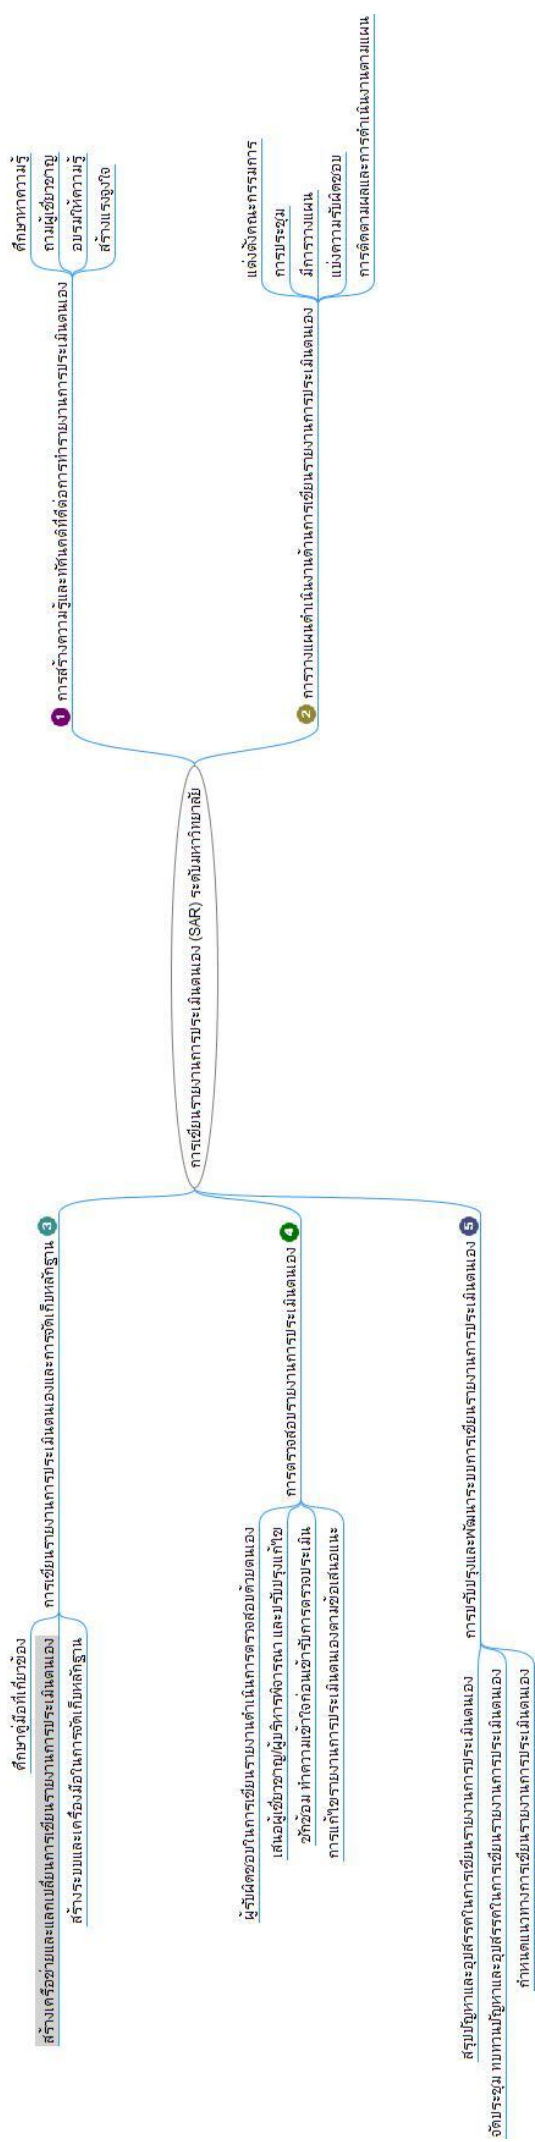 การเขียนรายงานการประเมินตนเอง (SAR) ระดับมหาวิทยาลัย
1 การสร้างความรู้และทัศนคติที่ดีต่อการทำรายงานการประเมินตนเอง
ศึกษาหาความรู้
ถามผู้เชี่ยวชาญ
อบรมให้ความรู้
สร้างแรงจูงใจ
2 การวางแผนดำเนินงานด้านการเขียนรายงานการประเมินตนเอง
แต่งตั้งคณะกรรมการ
การประชุม
มีการวางแผน
แบ่งความรับผิดชอบ
การติดตามผลและการดำเนินงานตามแผน
3 การเขียนรายงานการประเมินตนเองและการจัดเก็บหลักฐาน
ศึกษาคู่มือที่เกี่ยวข้อง
สร้างเครือข่ายและแลกเปลี่ยนการเขียนรายงานการประเมินตนเอง
สร้างระบบและเครื่องมือในการจัดเก็บหลักฐาน
4 การตรวจสอบรายงานการประเมินตนเอง
ผู้รับผิดชอบในการเขียนรายงานดำเนินการตรวจสอบด้วยตนเอง
เสนอผู้เชี่ยวชาญ/ผู้บริหารพิจารณา และปรับปรุงแก้ไข
ซักซ้อม ทำความเข้าใจก่อนเข้ารับการตรวจประเมิน
การแก้ไขรายงานการประเมินตนเองตามข้อเสนอแนะ
5 การปรับปรุงและพัฒนาระบบการเขียนรายงานการประเมินตนเอง
สรุปปัญหาและอุปสรรคในการเขียนรายงานการประเมินตนเอง
จัดประชุม ทบทวนปัญหาและอุปสรรคในการเขียนรายงานการประเมินตนเอง
กำหนดแนวทางการเขียนรายงานการประเมินตนเอง